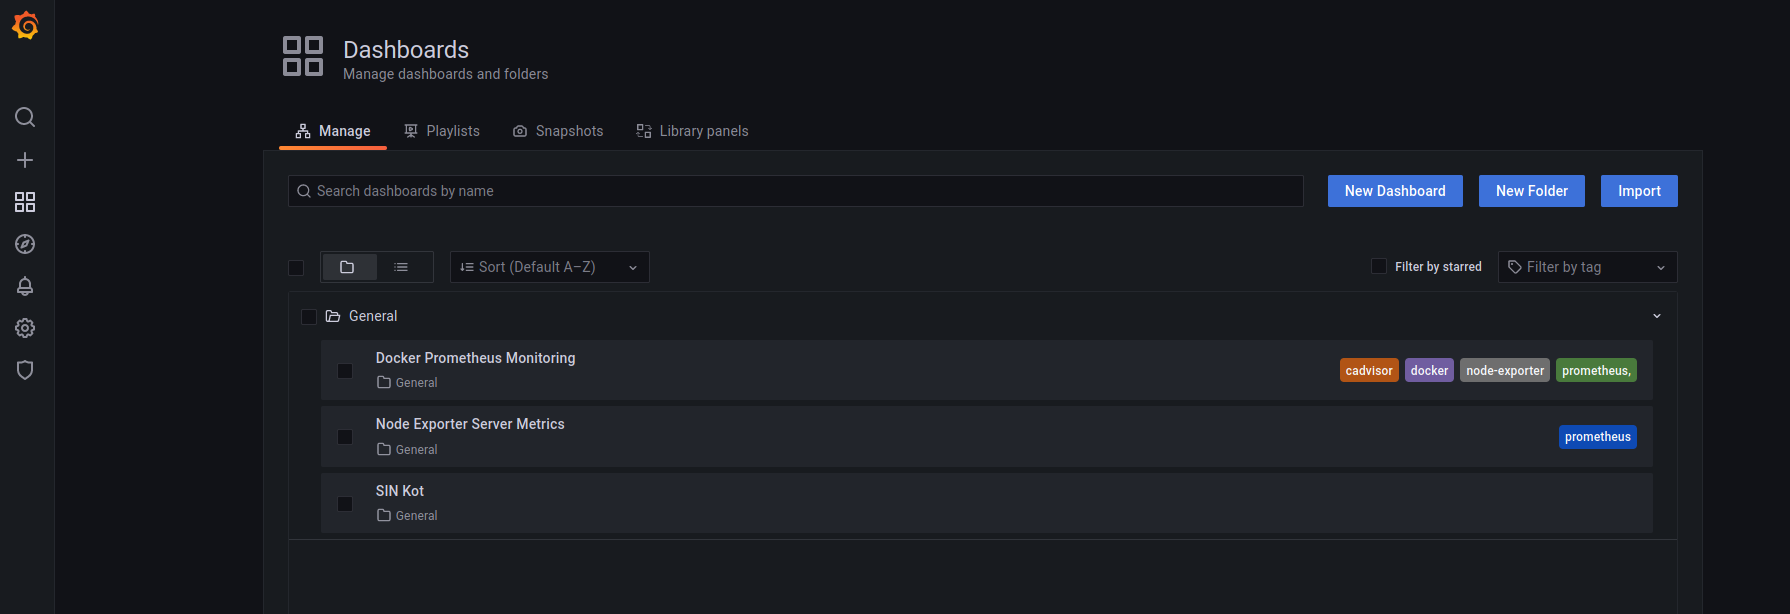 Dashboards
Manage dashboards and folders
Manage Playlists Snapshots Library panels
Search dashboards by name New Dashboard New Folder Import
Sort (Default A–Z) Filter by starred Filter by tag
General
Docker Prometheus Monitoring
General
cadvisor docker node-exporter prometheus,
Node Exporter Server Metrics
General
prometheus
SIN Kot
General